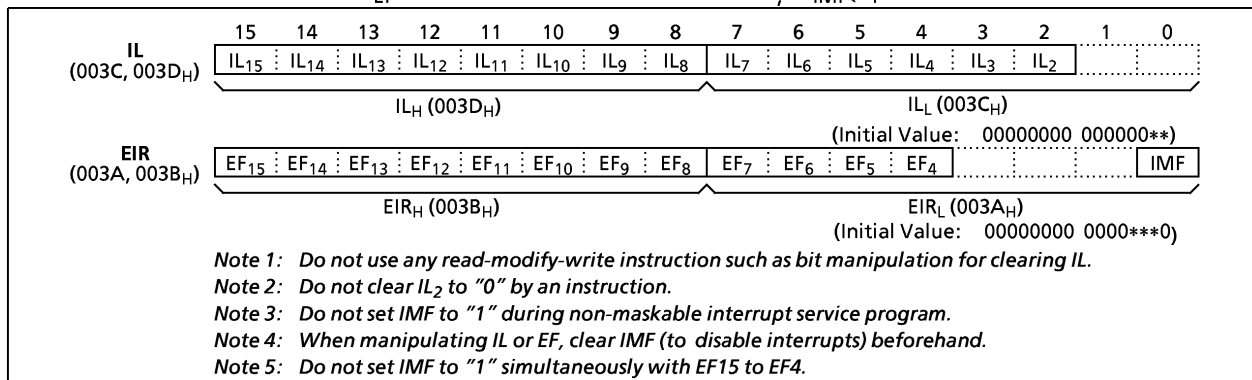 15 14 13 12 11 10 9 8 7 6 5 4 3 2 1 0
IL IL15 IL14 IL13 IL12 IL11 IL10 IL9 IL8 IL7 IL6 IL5 IL4 IL3 IL2
(003C, 003DH)
ILH (003DH) ILL (003CH)
(Initial Value: 00000000 000000**)
EIR EF15 EF14 EF13 EF12 EF11 EF10 EF9 EF8 EF7 EF6 EF5 EF4 IMF
(003A, 003BH)
EIRH (003BH) EIRL (003AH)
(Initial Value: 00000000 0000***0)
Note 1: Do not use any read-modify-write instruction such as bit manipulation for clearing IL.
Note 2: Do not clear IL2 to "0" by an instruction.
Note 3: Do not set IMF to "1" during non-maskable interrupt service program.
Note 4: When manipulating IL or EF, clear IMF (to disable interrupts) beforehand.
Note 5: Do not set IMF to "1" simultaneously with EF15 to EF4.